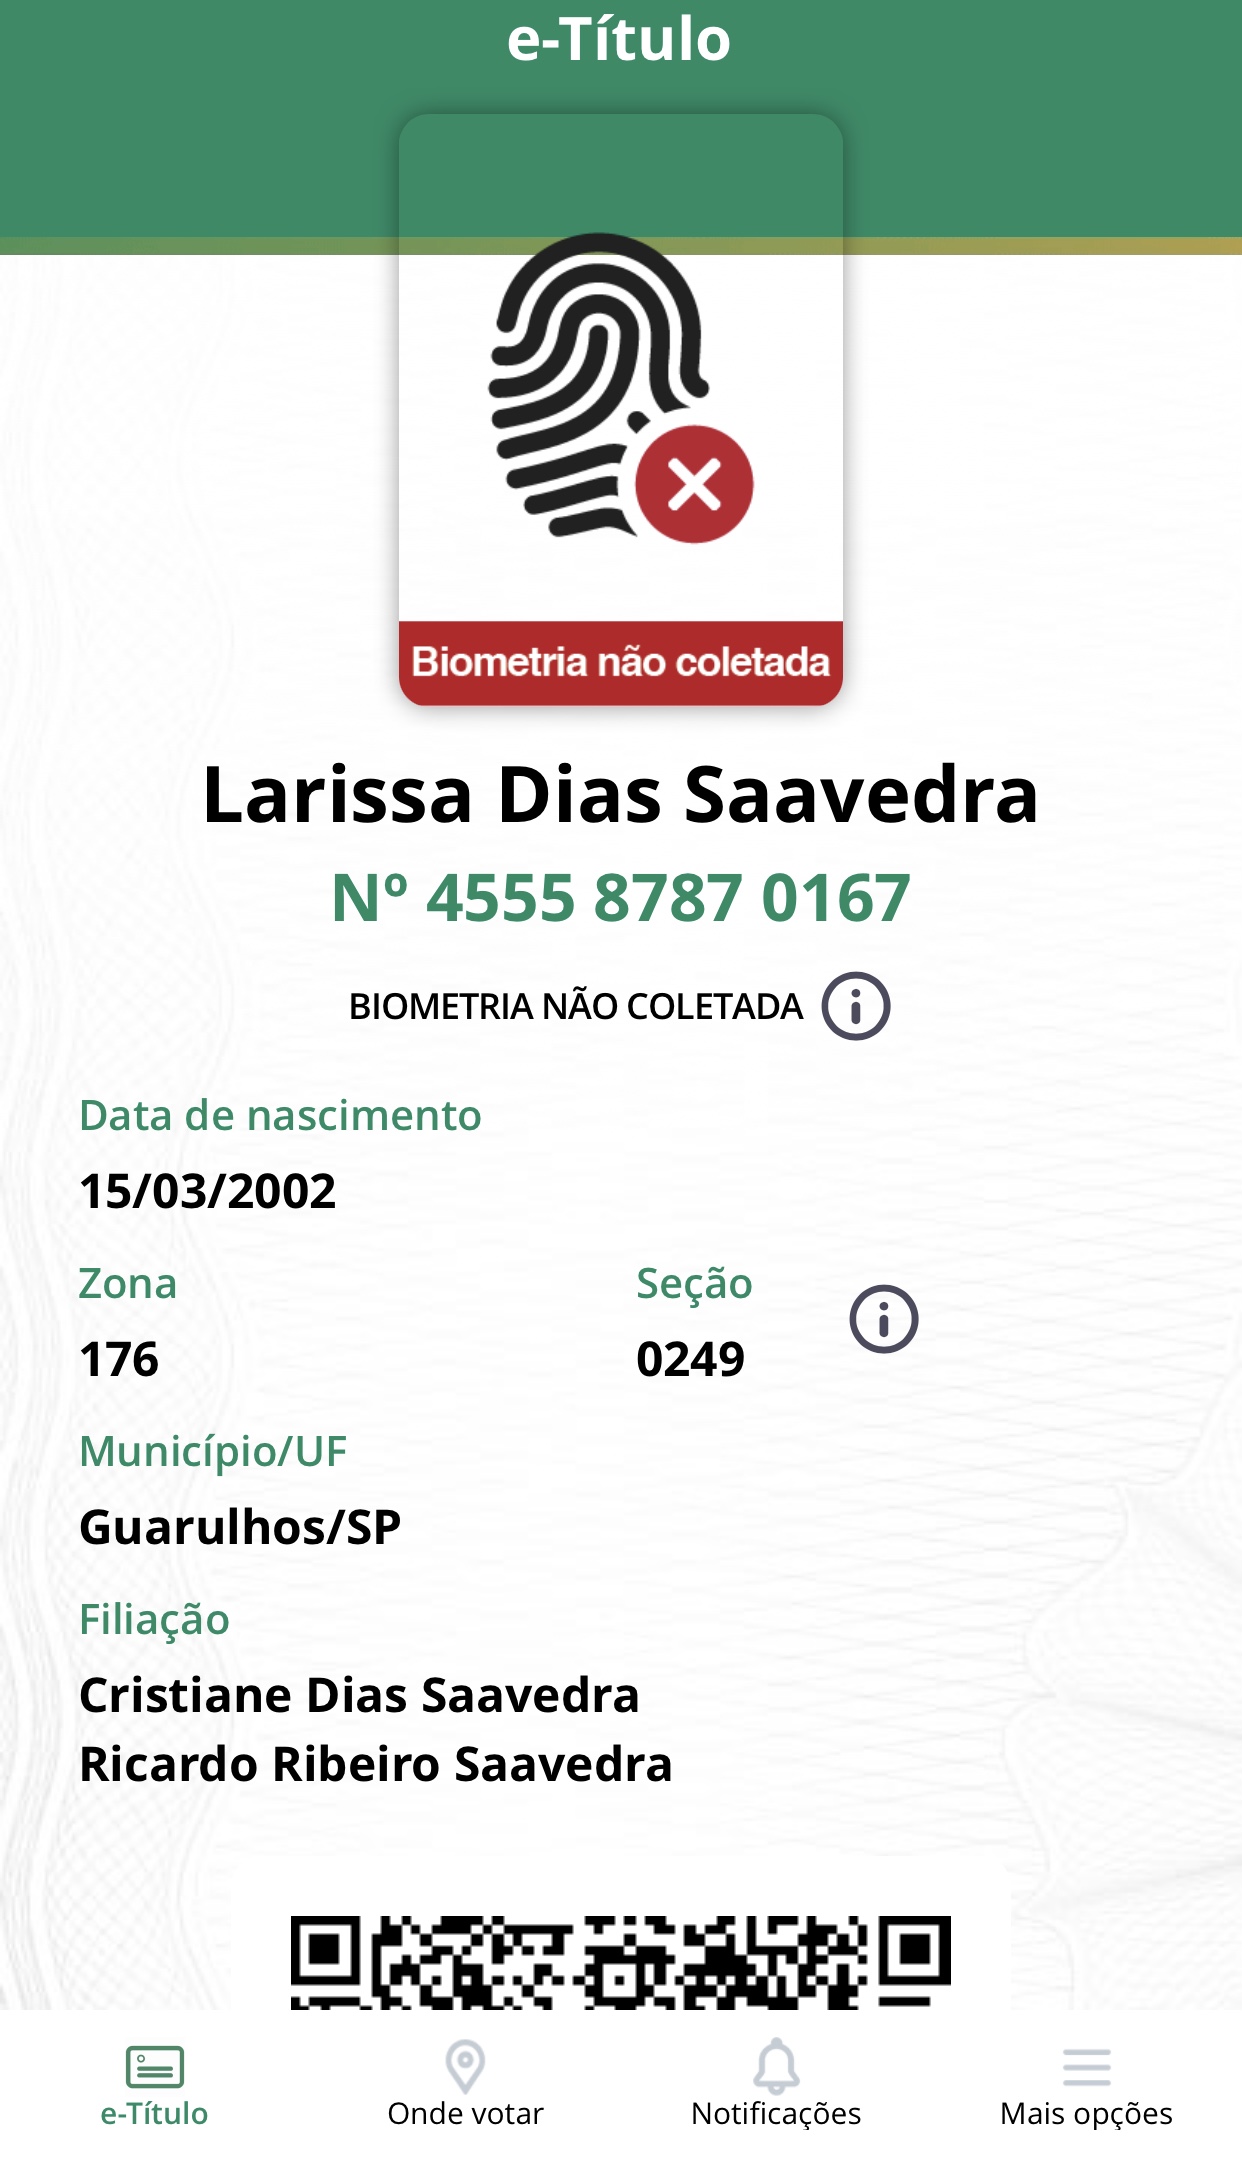 e-Título
Biometria não coletada
Larissa Dias Saavedra
Nº 4555 8787 0167
BIOMETRIA NÃO COLETADA
Data de nascimento
15/03/2002
Zona
Seção
176
0249
Município/UF
Guarulhos/SP
Filiação
Cristiane Dias Saavedra
Ricardo Ribeiro Saavedra
e-Título
Onde votar
Notificações
Mais opções